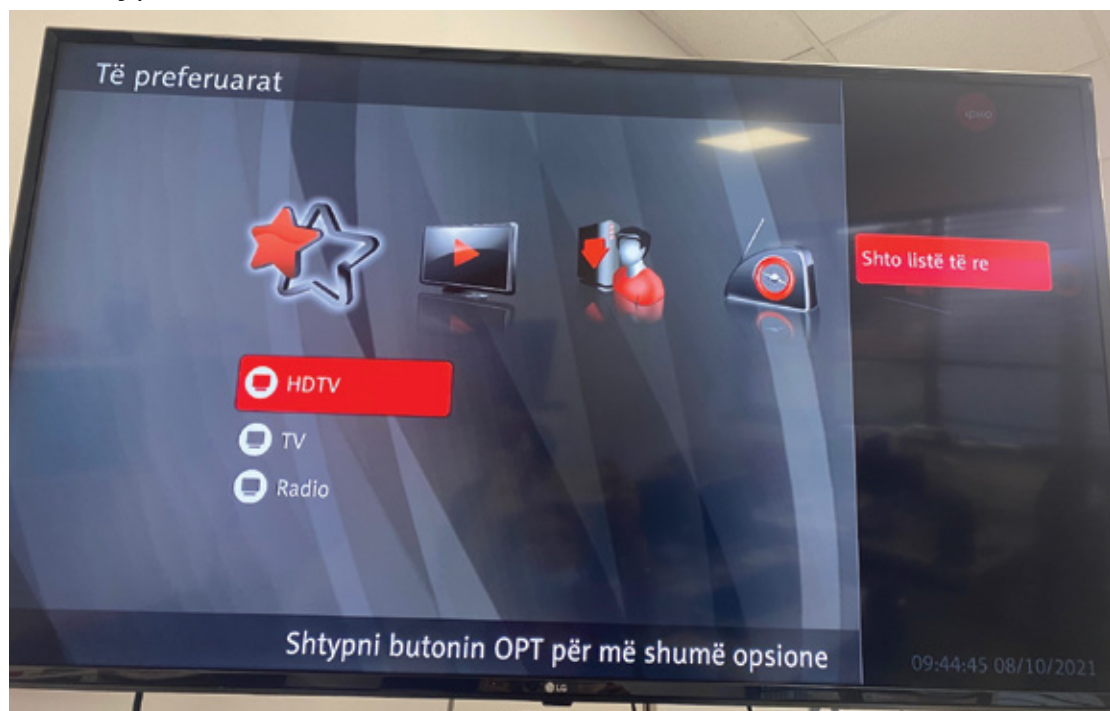 Të preferuarat
Shto listë të re
HDTV
TV
Radio
Shtypni butonin OPT për më shumë opsione
09:44:45 08/10/2021
LG